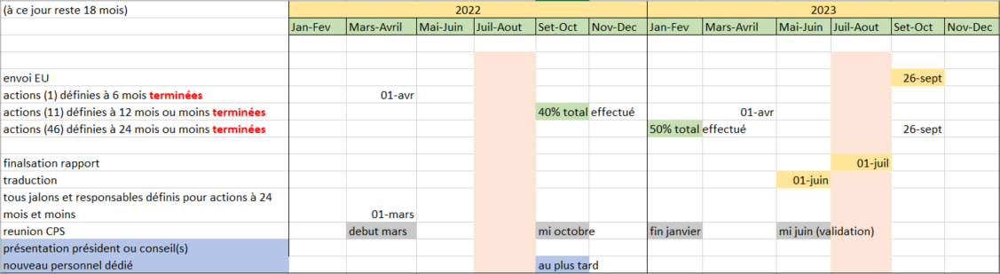 (à ce jour reste 18 mois) 2022 2023
Jan-Fev Mars-Avril Mai-Juin Juil-Aout Set-Oct Nov-Dec Jan-Fev Mars-Avril Mai-Juin Juil-Aout Set-Oct Nov-Dec
envoi EU 26-sept
actions (1) définies à 6 mois terminées 01-avr
actions (11) définies à 12 mois ou moins terminées 40% total effectué 01-avr
actions (46) définies à 24 mois ou moins terminées 50% total effectué 26-sept
finalsation rapport 01-juil
traduction 01-juin
tous jalons et responsables définis pour actions à 24
mois et moins 01-mars
reunion CPS debut mars mi octobre fin janvier mi juin (validation)
présentation président ou conseil(s)
nouveau personnel dédié au plus tard